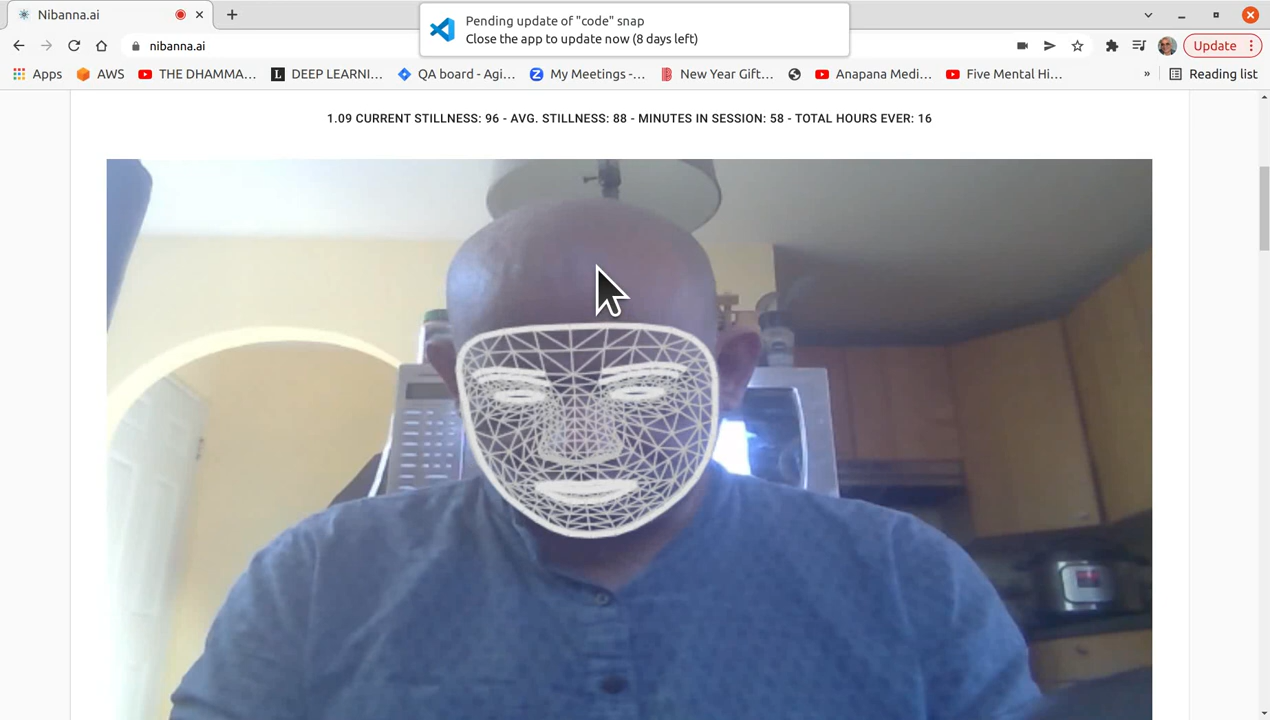 Nibanna.ai
Pending update of "code" snap
Close the app to update now (8 days left)
nibanna.ai
Update
Apps
AWS
THE DHAMMA...
DEEP LEARNI...
QA board - Agi...
My Meetings -...
New Year Gift...
Anapana Medi...
Five Mental Hi...
»
Reading list
1.09 CURRENT STILLNESS: 96 - AVG. STILLNESS: 88 - MINUTES IN SESSION: 58 - TOTAL HOURS EVER: 16